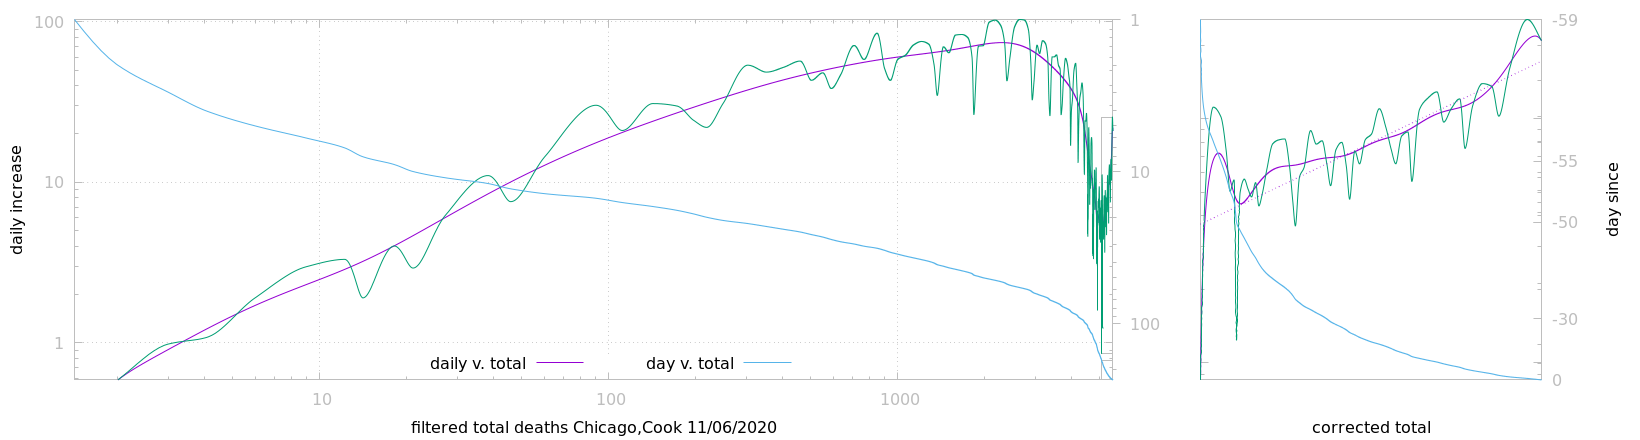 100
10
1
daily increase
10
100
1000
1
10
100
daily v. total
day v. total
filtered total deaths Chicago,Cook 11/06/2020
-59
-55
-50
-30
0
day since
corrected total